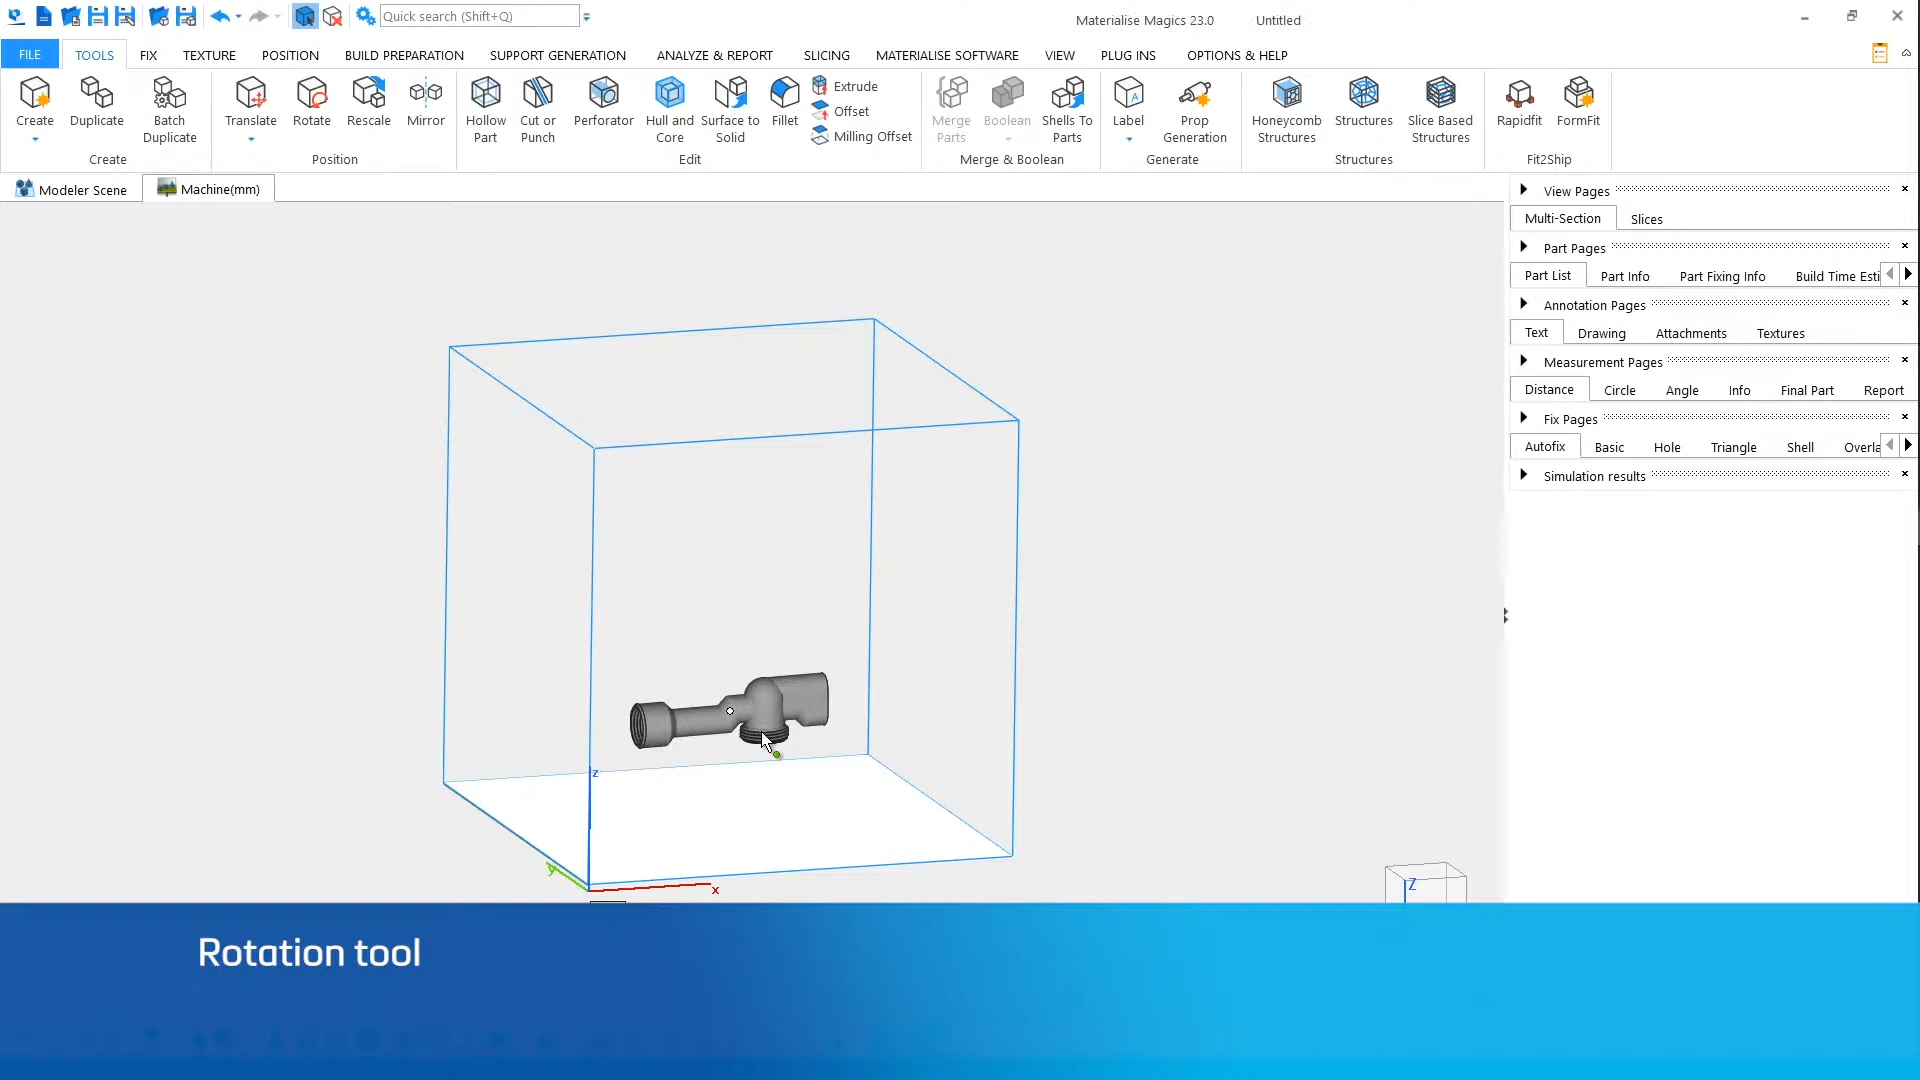 Quick search (Shift+Q)
Materialise Magics 23.0
Untitled
FILE TOOLS FIX TEXTURE POSITION BUILD PREPARATION SUPPORT GENERATION ANALYZE & REPORT SLICING MATERIALISE SOFTWARE VIEW PLUG INS OPTIONS & HELP
Create
Duplicate
Batch
Duplicate
Create
Translate
Rotate
Rescale
Mirror
Position
Hollow
Part
Cut or
Punch
Perforator
Hull and
Core
Surface to
Solid
Fillet
Extrude
Offset
Milling Offset
Edit
Merge
Parts
Boolean
Shells To
Parts
Merge & Boolean
Label
A
Prop
Generation
Generate
Honeycomb
Structures
Structures
Slice Based
Structures
Structures
Rapidfit
FormFit
Fit2Ship
Modeler Scene
Machine(mm)
View Pages
Multi-Section Slices
Part Pages
Part List Part Info Part Fixing Info Build Time Esti
Annotation Pages
Text Drawing Attachments Textures
Measurement Pages
Distance Circle Angle Info Final Part Report
Fix Pages
Autofix Basic Hole Triangle Shell Overla
Simulation results
z
y
x
Z
Rotation tool